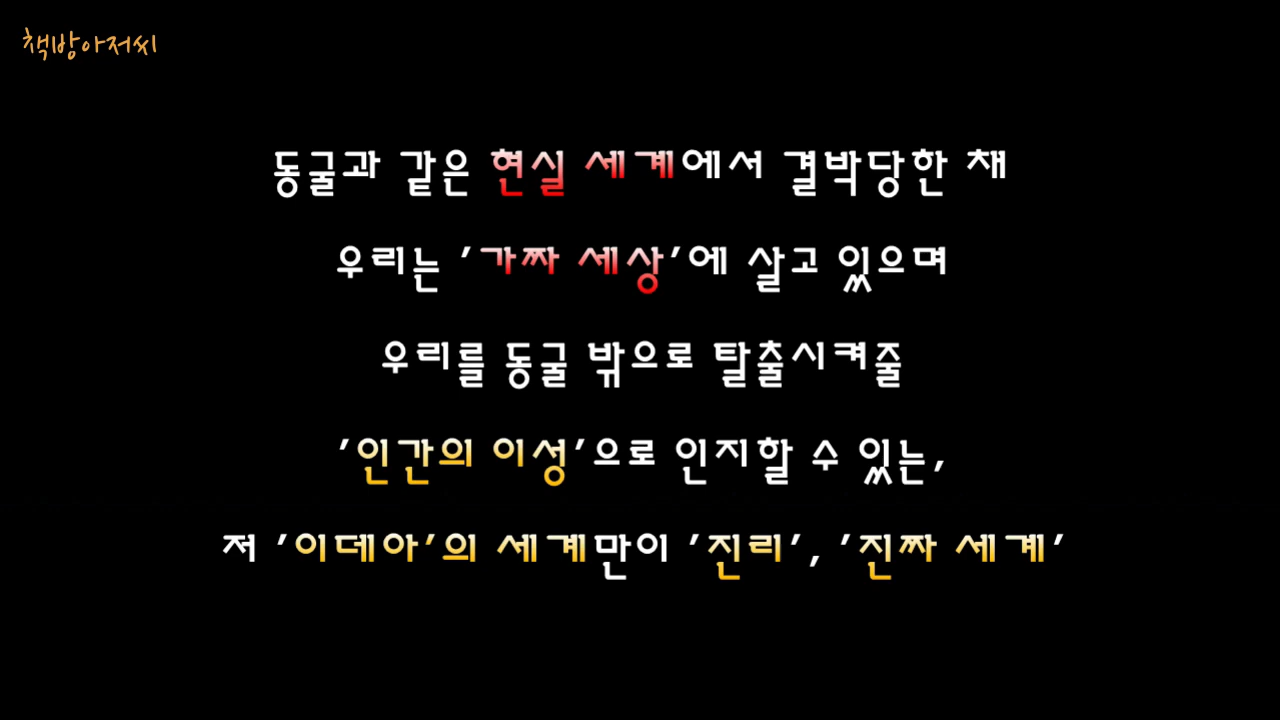 책방아저씨
동굴과 같은 현실 세계에서 결박당한 채
우리는 '가짜 세상'에 살고 있으며
우리를 동굴 밖으로 탈출시켜줄
'인간의 이성'으로 인지할 수 있는,
저 '이데아'의 세계만이 '진리', '진짜 세계'